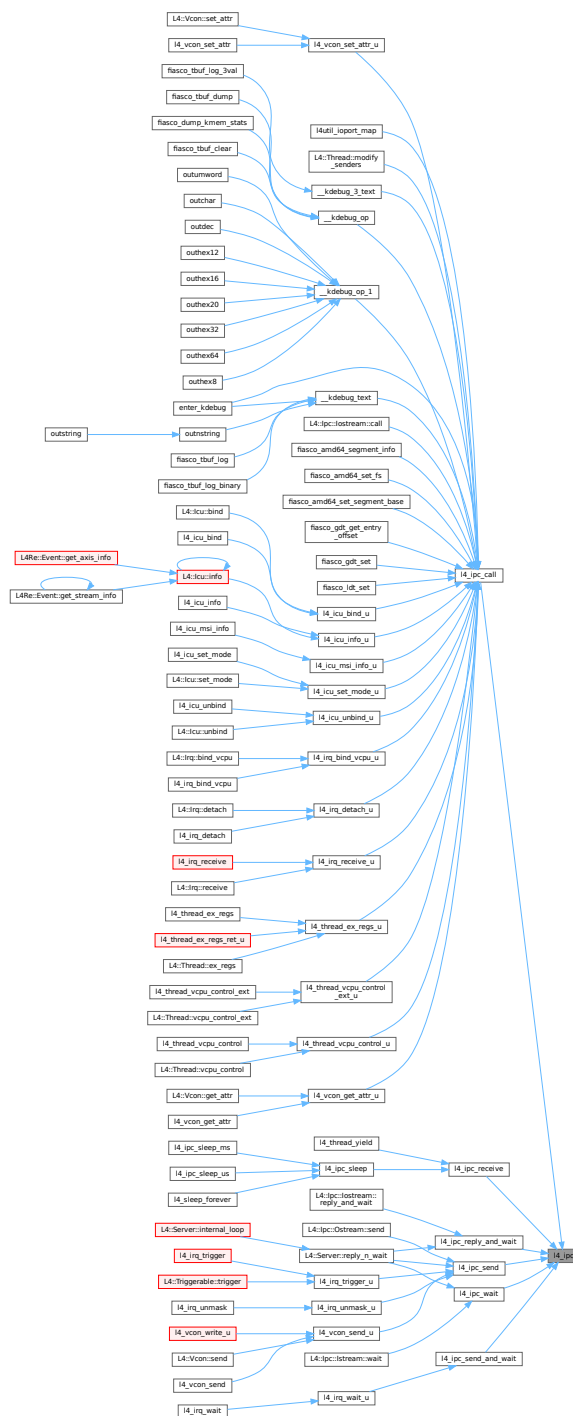 L4::Vcon::set_attr
l4_vcon_set_attr
l4_vcon_set_attr_u
fiasco_tbuf_log_3val
fiasco_tbuf_dump
fiasco_dump_kmem_stats
l4util_ioport_map
fiasco_tbuf_clear
L4::Thread::modify
_senders
outumword
__kdebug_3_text
outchar
__kdebug_op
outdec
outhex12
outhex16
__kdebug_op_1
outhex20
outhex32
outhex64
outhex8
__kdebug_text
enter_kdebug
L4::Ipc::Iostream::call
outstring
outnstring
fiasco_amd64_segment_info
fiasco_tbuf_log
fiasco_amd64_set_fs
fiasco_tbuf_log_binary
fiasco_amd64_set_segment_base
L4::Icu::bind
fiasco_gdt_get_entry
_offset
l4_icu_bind
L4Re::Event::get_axis_info
fiasco_gdt_set
L4::Icu::info
l4_ipc_call
fiasco_ldt_set
L4Re::Event::get_stream_info
l4_icu_info
l4_icu_bind_u
l4_icu_msi_info
l4_icu_info_u
l4_icu_set_mode
l4_icu_msi_info_u
L4::Icu::set_mode
l4_icu_set_mode_u
l4_icu_unbind
l4_icu_unbind_u
L4::Icu::unbind
L4::Irq::bind_vcpu
l4_irq_bind_vcpu_u
l4_irq_bind_vcpu
L4::Irq::detach
l4_irq_detach_u
l4_irq_detach
l4_irq_receive
l4_irq_receive_u
L4::Irq::receive
l4_thread_ex_regs
l4_thread_ex_regs_u
l4_thread_ex_regs_ret_u
L4::Thread::ex_regs
l4_thread_vcpu_control_ext
l4_thread_vcpu_control
_ext_u
L4::Thread::vcpu_control_ext
l4_thread_vcpu_control
l4_thread_vcpu_control_u
L4::Thread::vcpu_control
L4::Vcon::get_attr
l4_vcon_get_attr_u
l4_vcon_get_attr
l4_thread_yield
l4_ipc_sleep_ms
l4_ipc_sleep
l4_ipc_receive
l4_ipc_sleep_us
l4_sleep_forever
L4::Ipc::Iostream::
reply_and_wait
L4::Server::internal_loop
L4::Ipc::Ostream::send
l4_ipc_reply_and_wait
l4_irq_trigger
L4::Server::reply_n_wait
l4_ipc
l4_ipc_send
L4::Triggerable::trigger
l4_irq_trigger_u
l4_ipc_wait
l4_irq_unmask
l4_irq_unmask_u
l4_vcon_write_u
l4_vcon_send_u
L4::Vcon::send
L4::Ipc::Istream::wait
l4_ipc_send_and_wait
l4_vcon_send
l4_irq_wait_u
l4_irq_wait